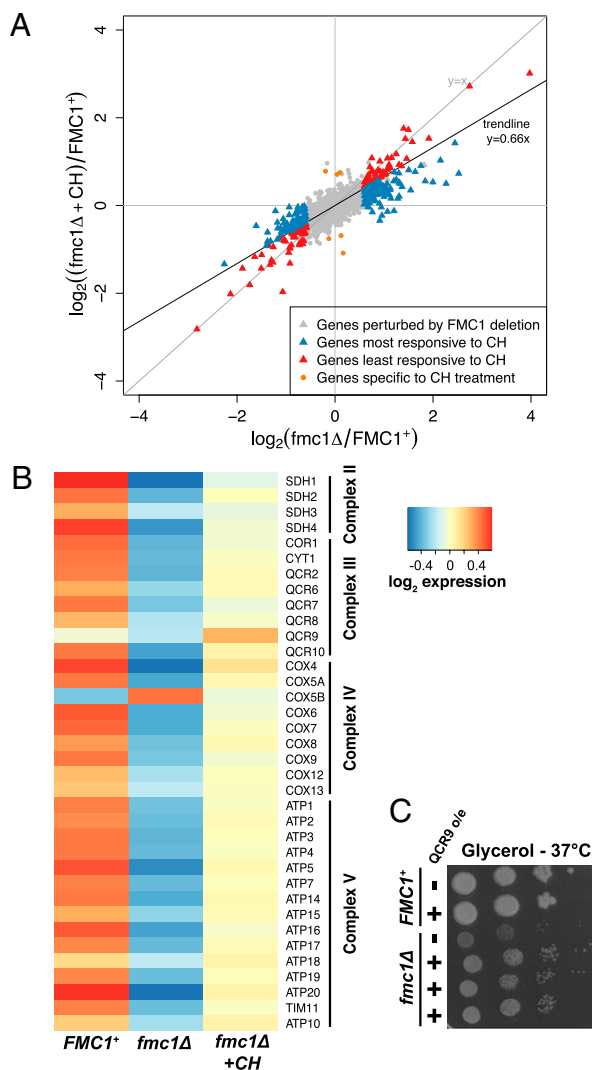 A
log2((fmc1Δ + CH)/FMC1+)
4
2
0
−2
−4
y=x
trendline
y=0.66x
Genes perturbed by FMC1 deletion
Genes most responsive to CH
Genes least responsive to CH
Genes specific to CH treatment
−4
−2
0
2
4
log2(fmc1Δ/FMC1+)
B
SDH1
SDH2
SDH3
SDH4
COR1
CYT1
QCR2
QCR6
QCR7
QCR8
QCR9
QCR10
COX4
COX5A
COX5B
COX6
COX7
COX8
COX9
COX12
COX13
ATP1
ATP2
ATP3
ATP4
ATP5
ATP7
ATP14
ATP15
ATP16
ATP17
ATP18
ATP19
ATP20
TIM11
ATP10
Complex II
Complex III
Complex IV
Complex V
FMC1+
fmc1Δ
fmc1Δ
+CH
-0.4
0
0.4
log2 expression
C
QCR9 o/e
Glycerol - 37°C
FMC1+
-
+
fmc1Δ
-
+
+
+